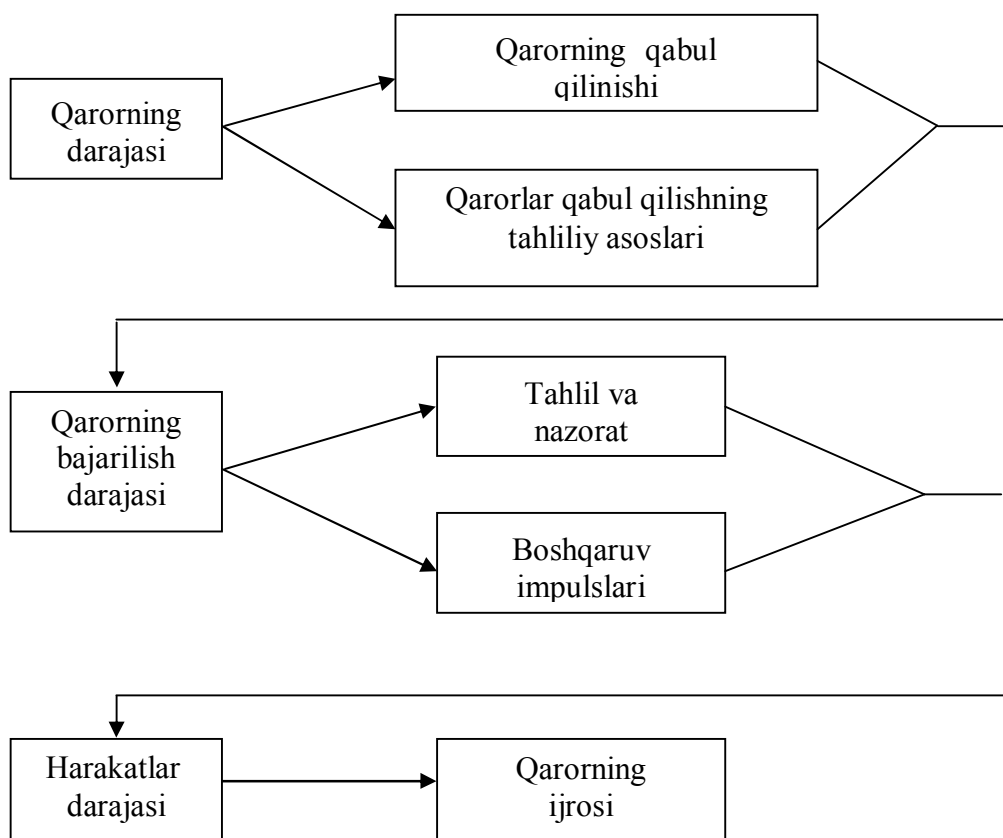 Qarorning qabul
qilinishi
Qarorning
darajasi
Qarorlar qabul qilishning
tahliliy asoslari
Qarorning
bajarilish
darajasi
Tahlil va
nazorat
Boshqaruv
impulslari
Harakatlar
darajasi
Qarorning
ijrosi